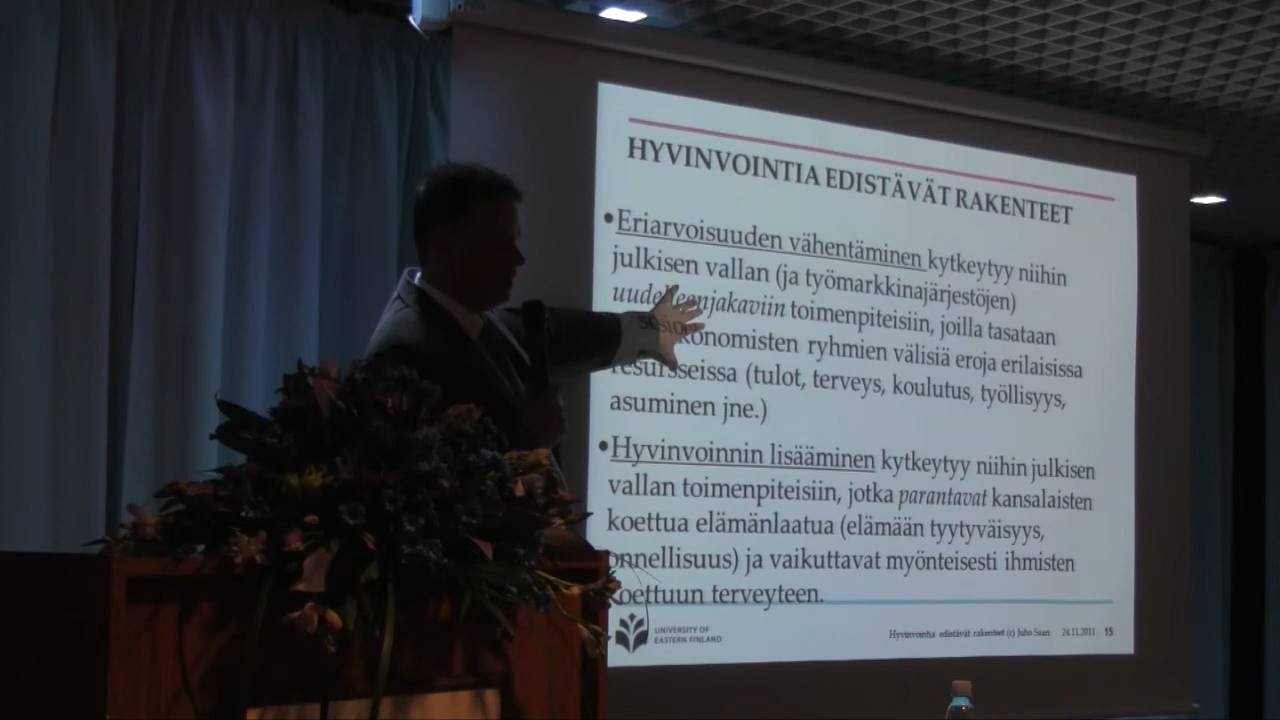 HYVINVOINTIA EDISTÄVÄT RAKENTEET
•Eriarvoisuuden vähentäminen kytkeytyy niihin
julkisen vallan (ja työmarkkinajärjestöjen)
uudelleenjakaviin toimenpiteisiin, joilla tasataan
sosioekonomisten ryhmien välisiä eroja erilaisissa
resursseissa (tulot, terveys, koulutus, työllisyys,
asuminen jne.)
•Hyvinvoinnin lisääminen kytkeytyy niihin julkisen
vallan toimenpiteisiin, jotka parantavat kansalaisten
koettua elämänlaatua (elämään tyytyväisyys,
onnellisuus) ja vaikuttavat myönteisesti ihmisten
koettuun terveyteen.
UNIVERSITY OF
EASTERN FINLAND
Hyvinvointia edistävät rakenteet (c) Juho Saari 24.11.2011 15